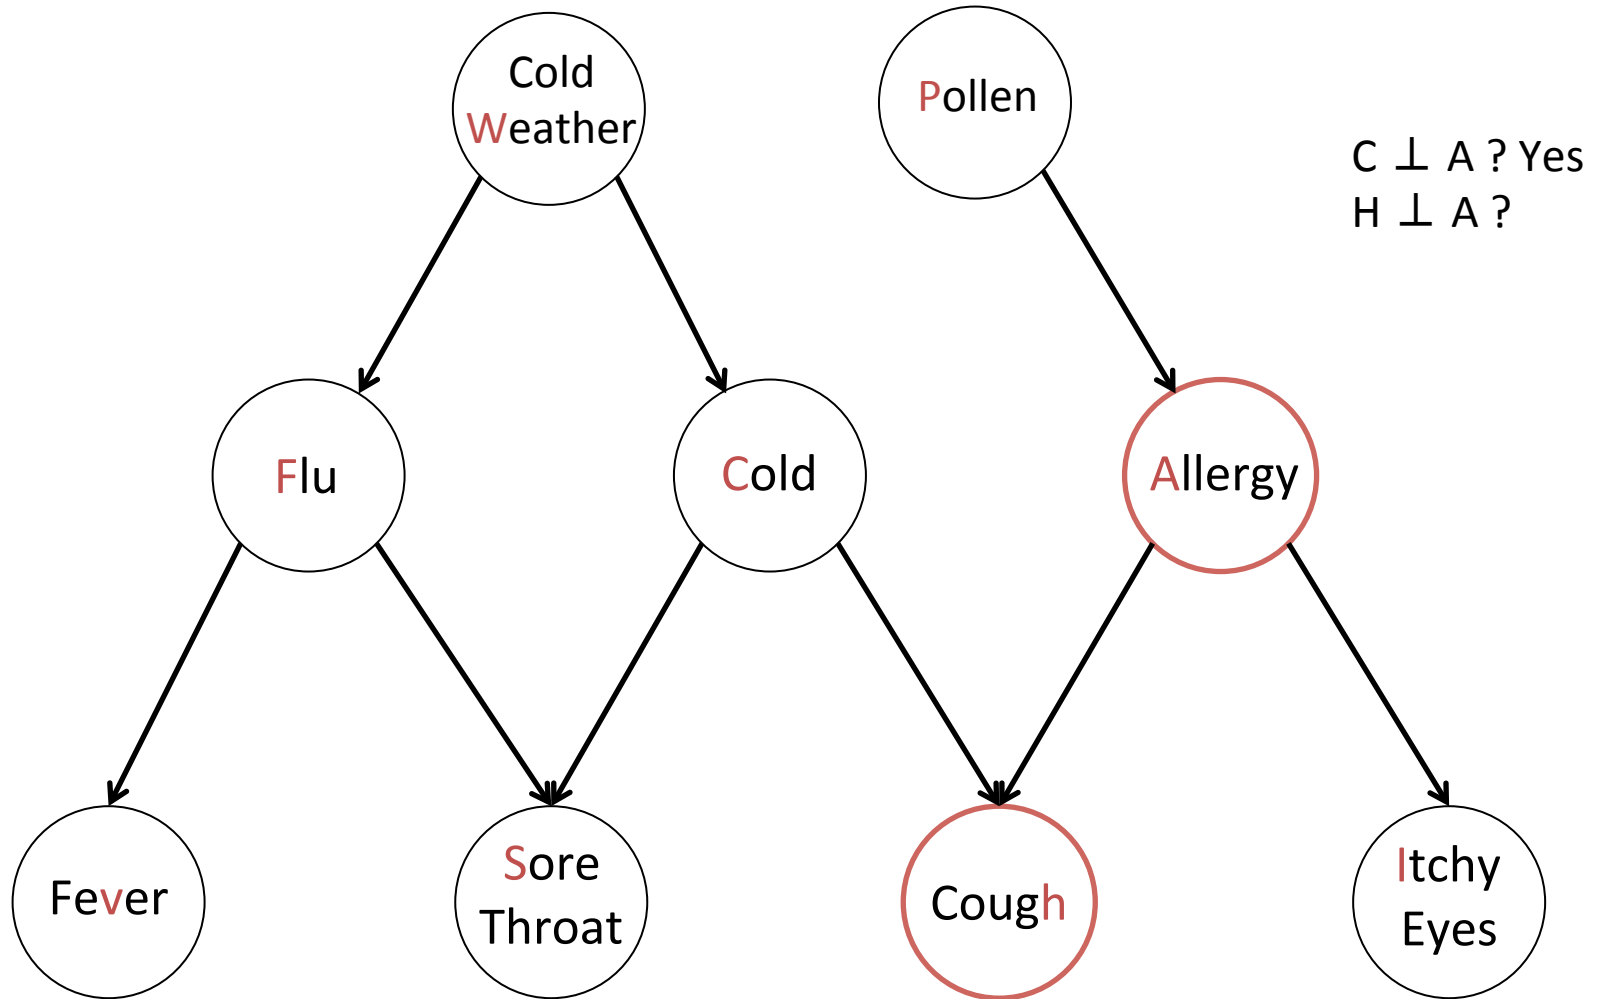 Cold
Weather
Pollen
C ⊥ A ? Yes
H ⊥ A ?
Flu
Cold
Allergy
Fever
Sore
Throat
Cough
Itchy
Eyes